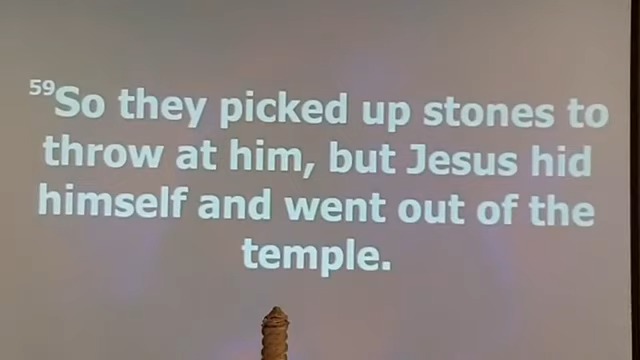 59So they picked up stones to
throw at him, but Jesus hid
himself and went out of the
temple.